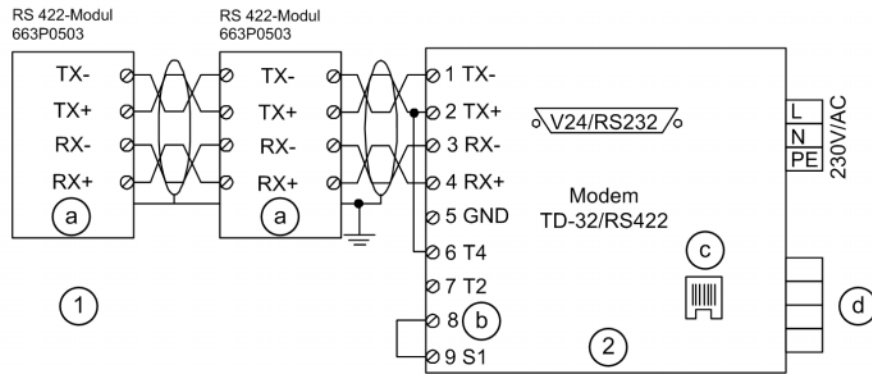 RS 422-Modul
663P0503
TX-
TX+
RX-
RX+
a
RS 422-Modul
663P0503
TX-
TX+
RX-
RX+
a
1 TX-
2 TX+
3 RX-
4 RX+
5 GND
6 T4
7 T2
8 b
9 S1
V24/RS232
Modem
TD-32/RS422
c
L
N
PE
230V/AC
d
1
2